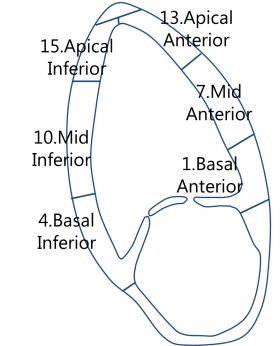 13.Apical
Anterior
15.Apical
Inferior
7.Mid
Anterior
10.Mid
Inferior
1.Basal
Anterior
4.Basal
Inferior